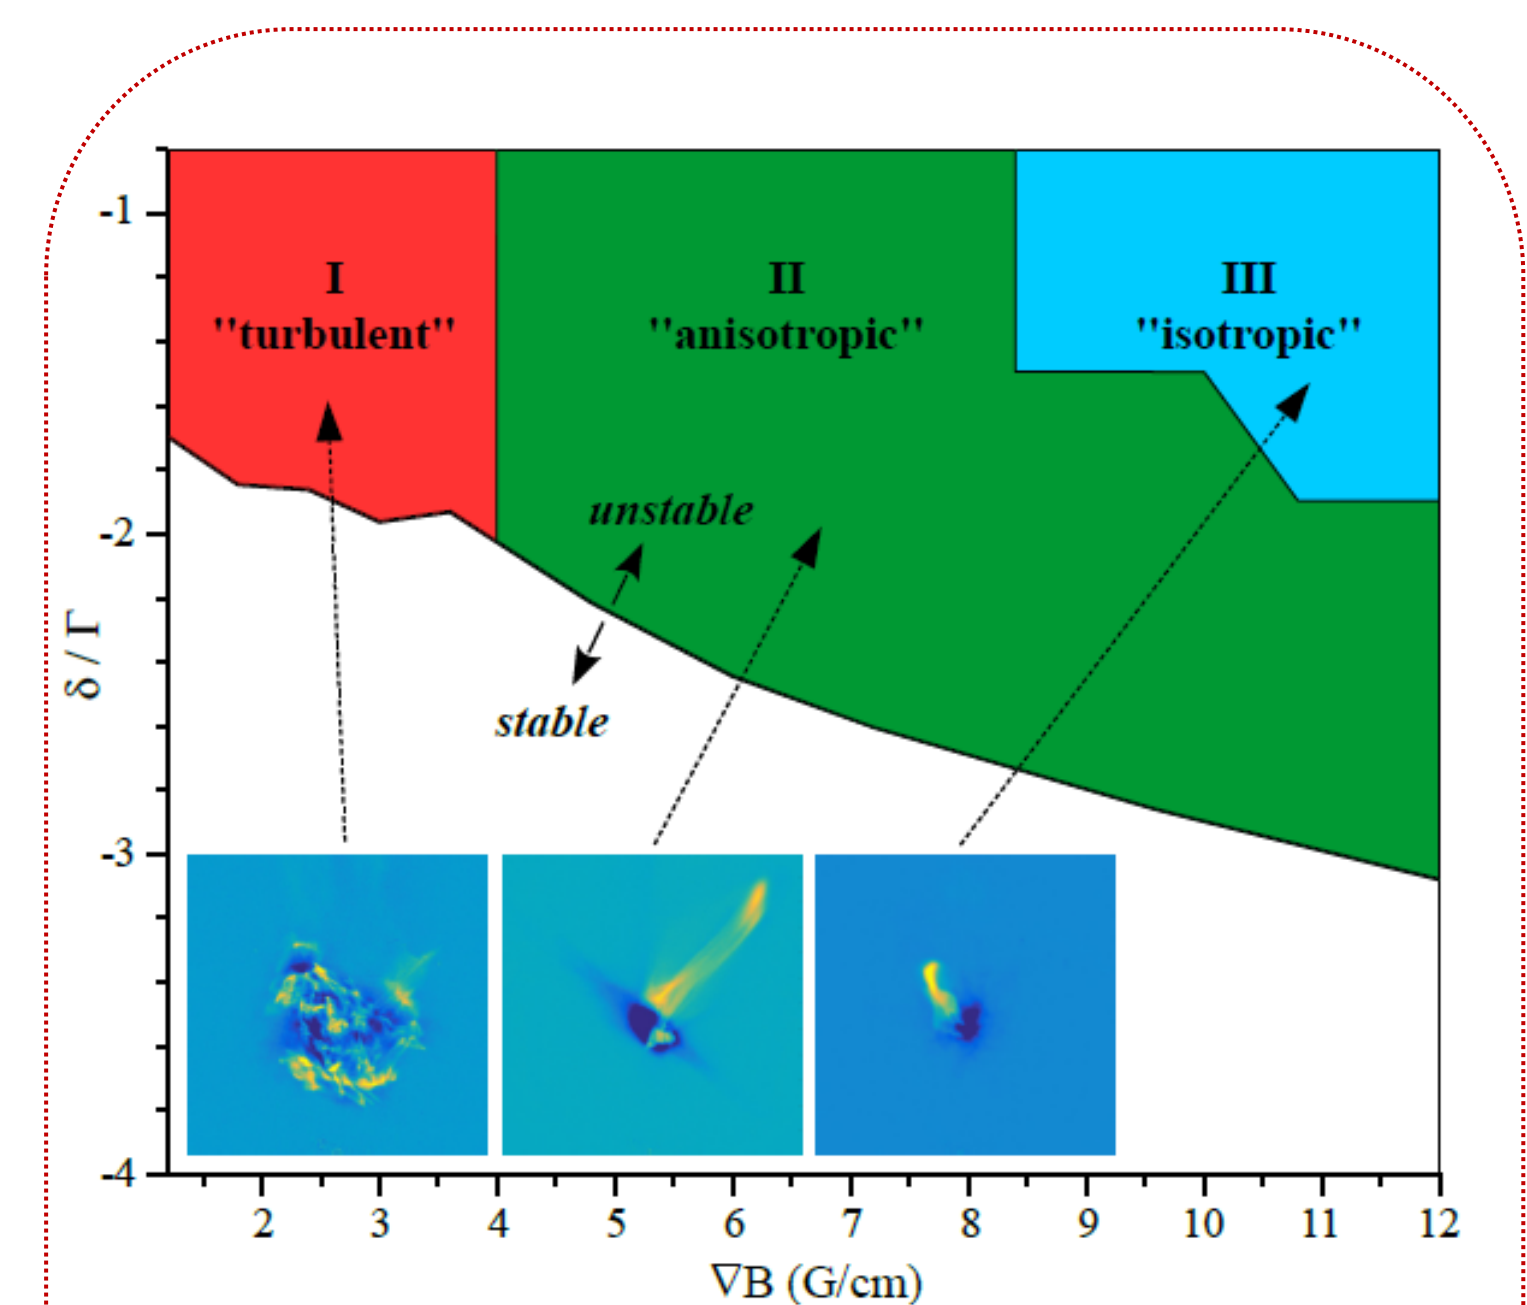 -1
I
II
III
"turbulent"
"anisotropic"
"isotropic"
unstable
-2
δ / Γ
stable
-3
-4
2 3 4 5 6 7 8 9 10 11 12
∇B (G/cm)